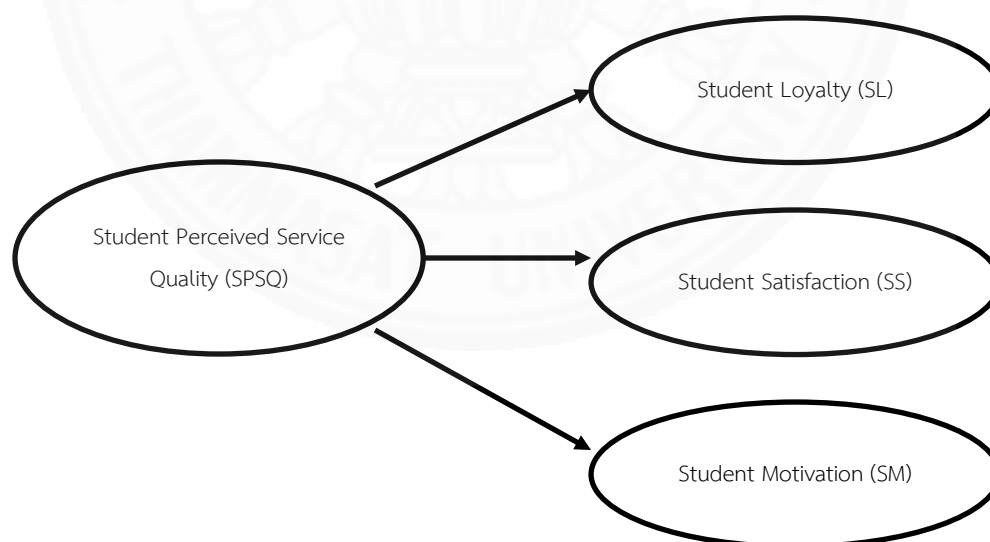 Student Loyalty (SL)
Student Perceived Service
Quality (SPSQ)
Student Satisfaction (SS)
Student Motivation (SM)